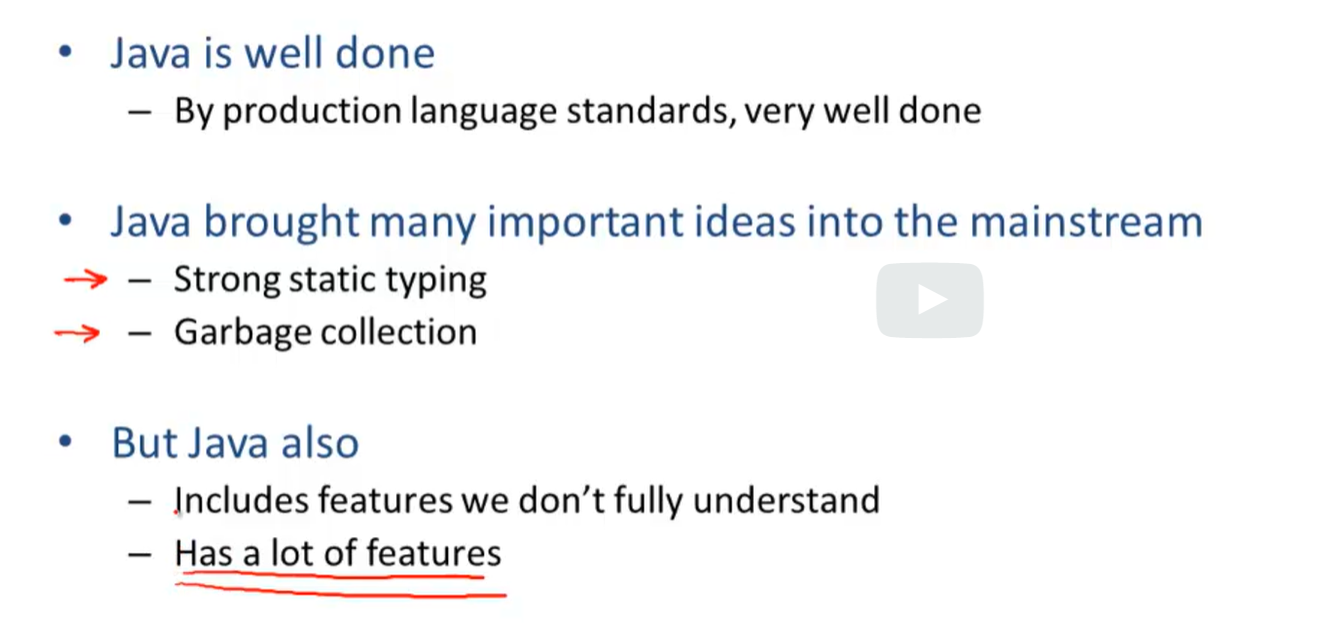 • Java is well done
– By production language standards, very well done
• Java brought many important ideas into the mainstream
– Strong static typing
– Garbage collection
• But Java also
– Includes features we don’t fully understand
– Has a lot of features